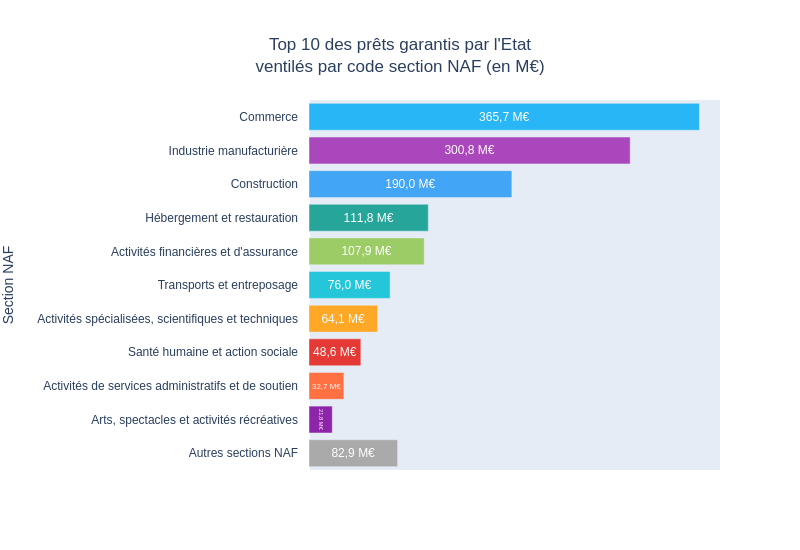 Top 10 des prêts garantis par l'Etat
ventilés par code section NAF (en M€)
Section NAF
Commerce 365,7 M€
Industrie manufacturière 300,8 M€
Construction 190,0 M€
Hébergement et restauration 111,8 M€
Activités financières et d'assurance 107,9 M€
Transports et entreposage 76,0 M€
Activités spécialisées, scientifiques et techniques 64,1 M€
Santé humaine et action sociale 48,6 M€
Activités de services administratifs et de soutien 32,7 M€
Arts, spectacles et activités récréatives 21,8 M€
Autres sections NAF 82,9 M€